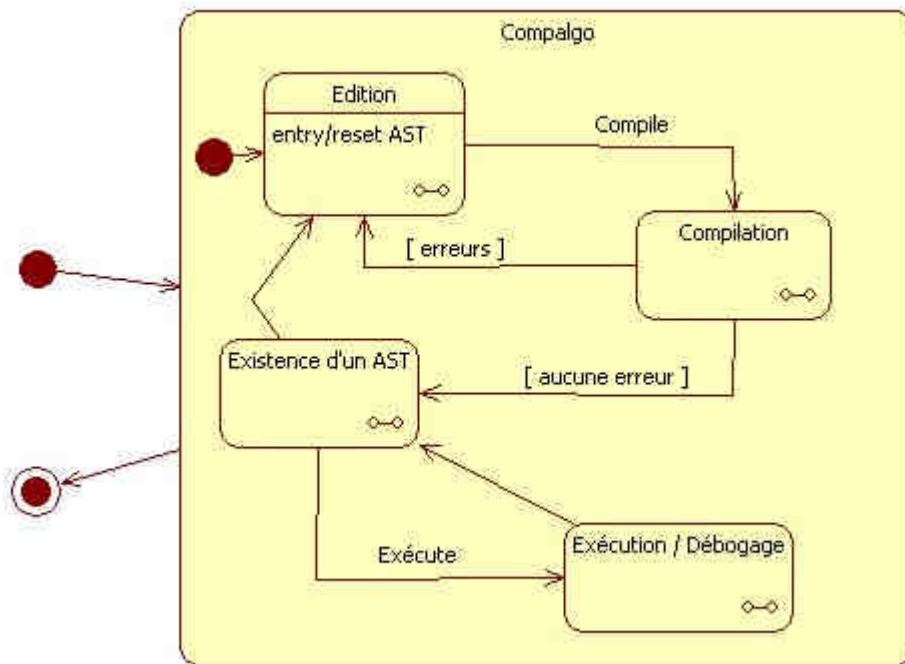 Compalgo
Edition
entry/reset AST
Compile
Compilation
[ erreurs ]
Existence d'un AST
[ aucune erreur ]
Exécute
Exécution / Débogage